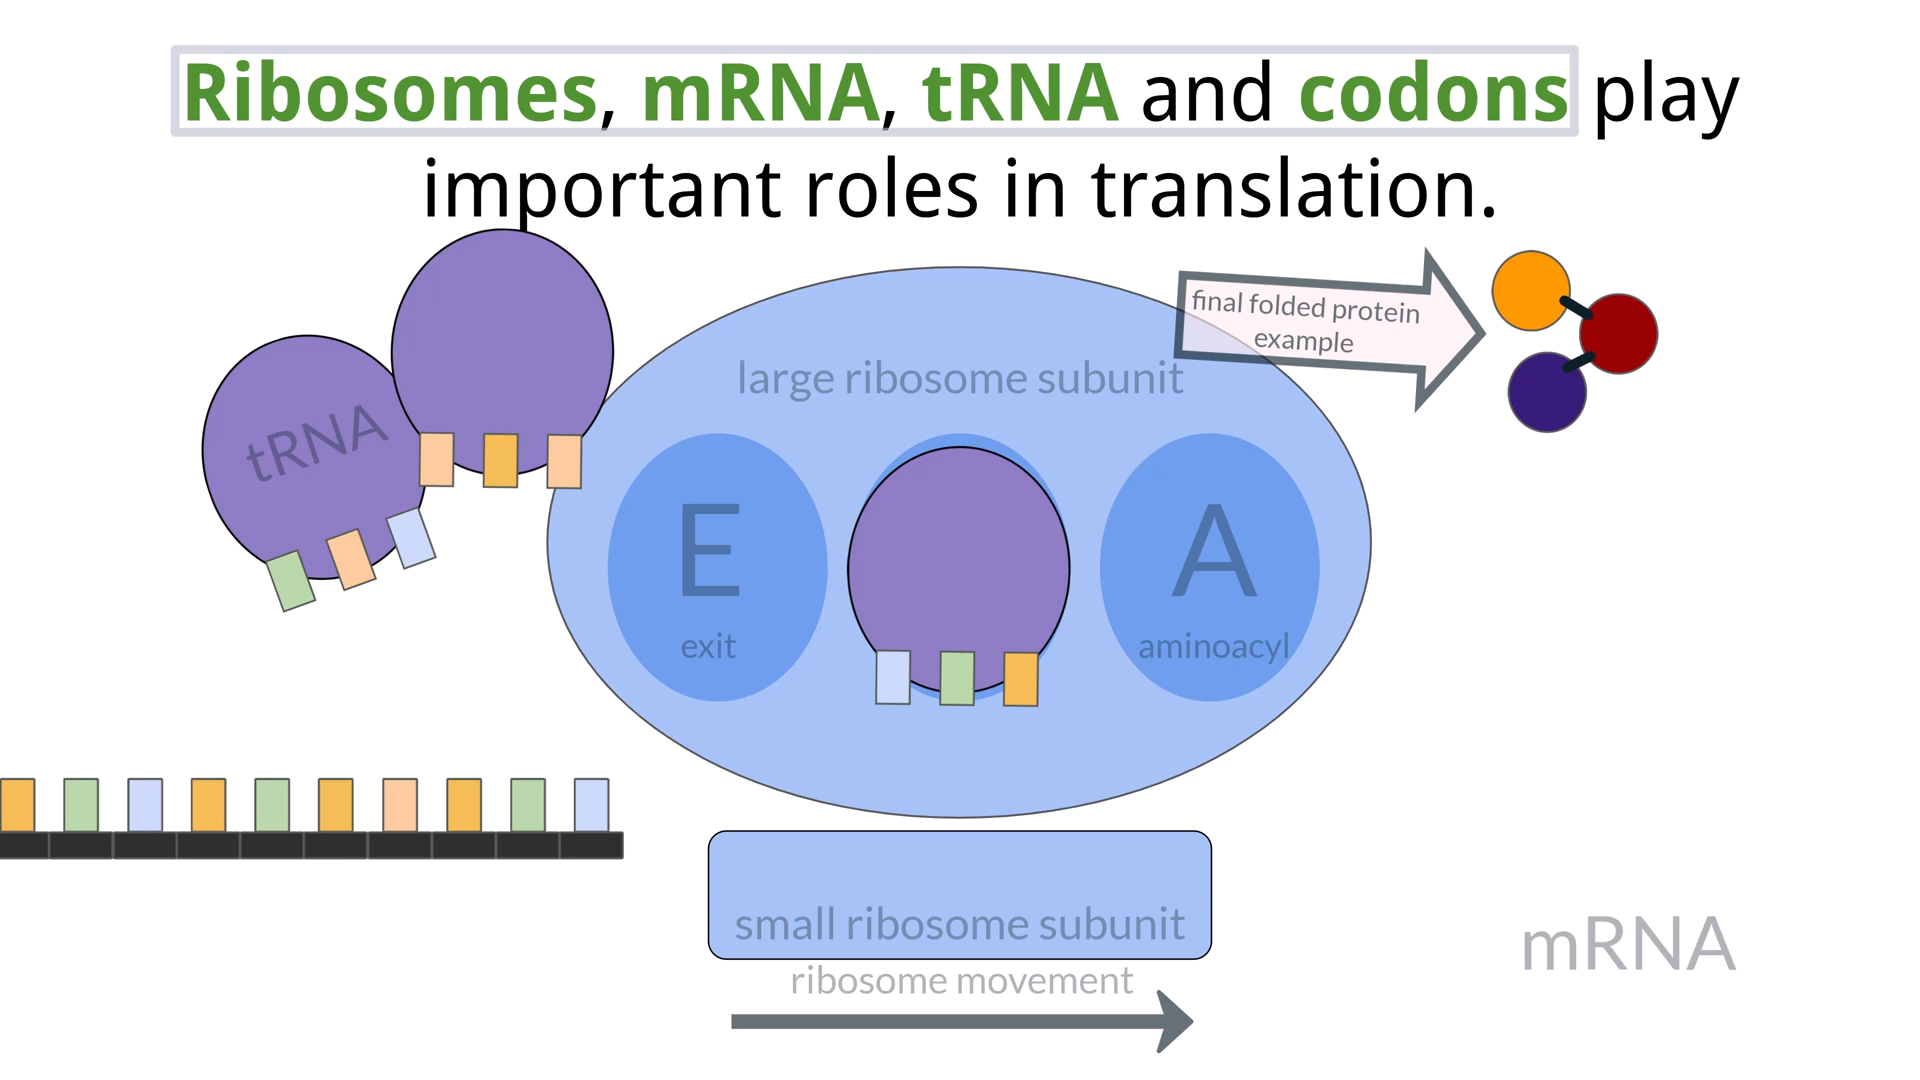 Ribosomes, mRNA, tRNA and codons play
important roles in translation.
final folded protein
example
large ribosome subunit
tRNA
E
A
exit
aminoacyl
small ribosome subunit
mRNA
ribosome movement